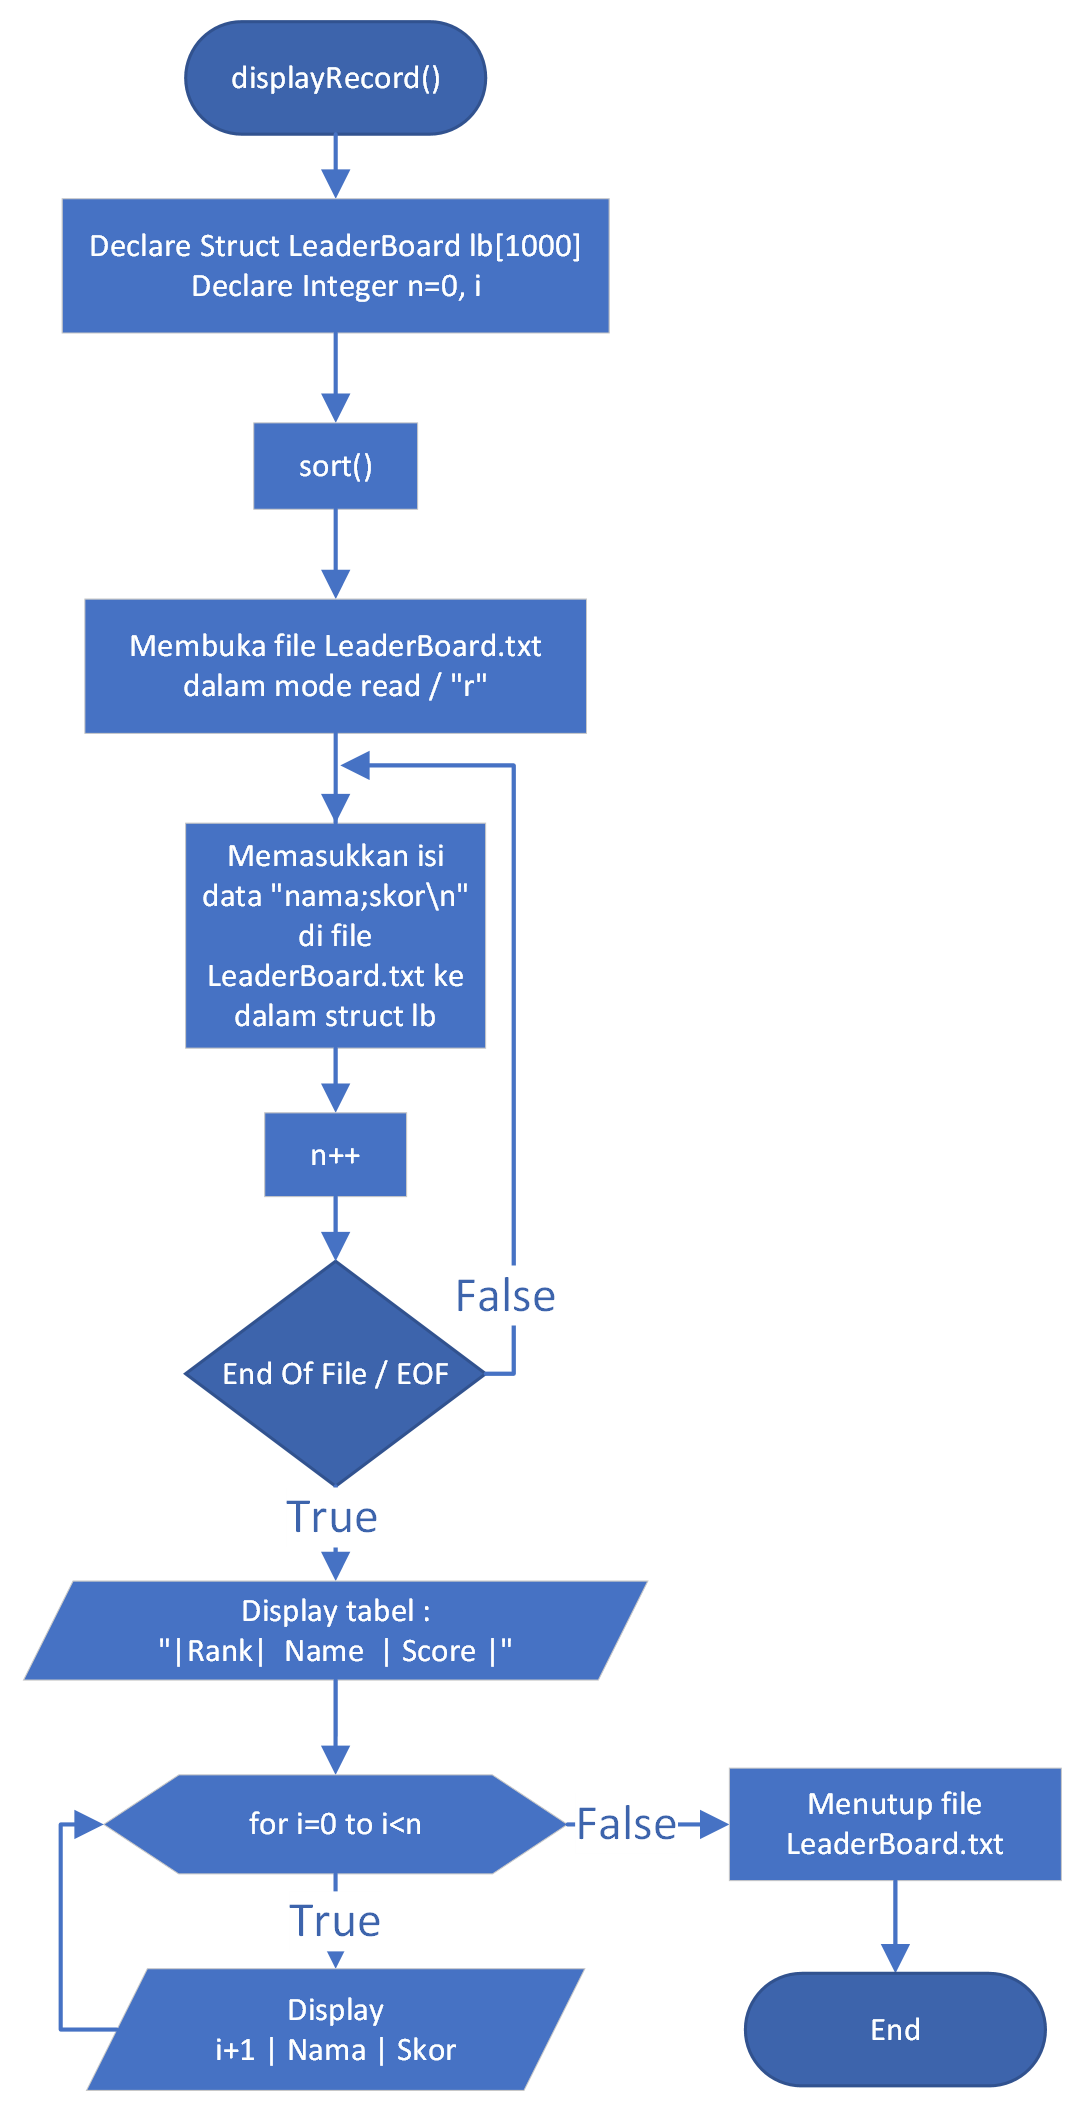 displayRecord()
Declare Struct LeaderBoard lb[1000]
Declare Integer n=0, i
sort()
Membuka file LeaderBoard.txt
dalam mode read / "r"
Memasukkan isi
data "nama;skor\n"
di file
LeaderBoard.txt ke
dalam struct lb
n++
False
End Of File / EOF
True
Display tabel :
"|Rank|  Name  | Score |"
for i=0 to i<n
False
Menutup file
LeaderBoard.txt
True
Display
i+1 | Nama | Skor
End